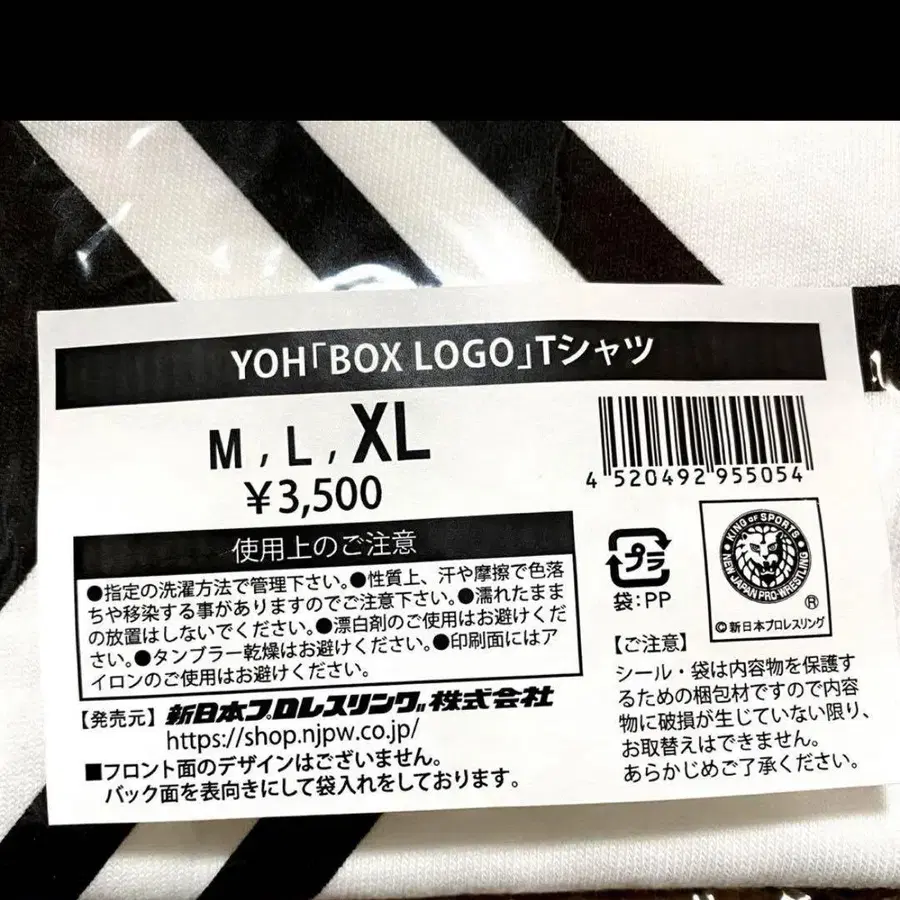 YOH「BOX LOGO」Tシャツ
M , L , XL
¥3,500
4 520492 955054
使用上のご注意
●指定の洗濯方法で管理下さい。●性質上、汗や摩擦で色落
ちや移染する事がありますのでご注意下さい。●濡れたまま
の放置はしないでください。●漂白剤のご使用はお避けくだ
さい。●タンブラー乾燥はお避けください。●印刷面にはア
イロンのご使用はお避けください。
【発売元】新日本プロレスリング株式会社
https://shop.njpw.co.jp/
■フロント面のデザインはございません。
バック面を表向きにして袋入れをしております。
プラ
袋:PP
KING OF SPORTS
NEW JAPAN PRO-WRESTLING
®
©新日本プロレスリング
【ご注意】
シール・袋は内容物を保護す
るための梱包材ですので内容
物に破損が生じていない限り、
お取替えはできません。
あらかじめご了承ください。